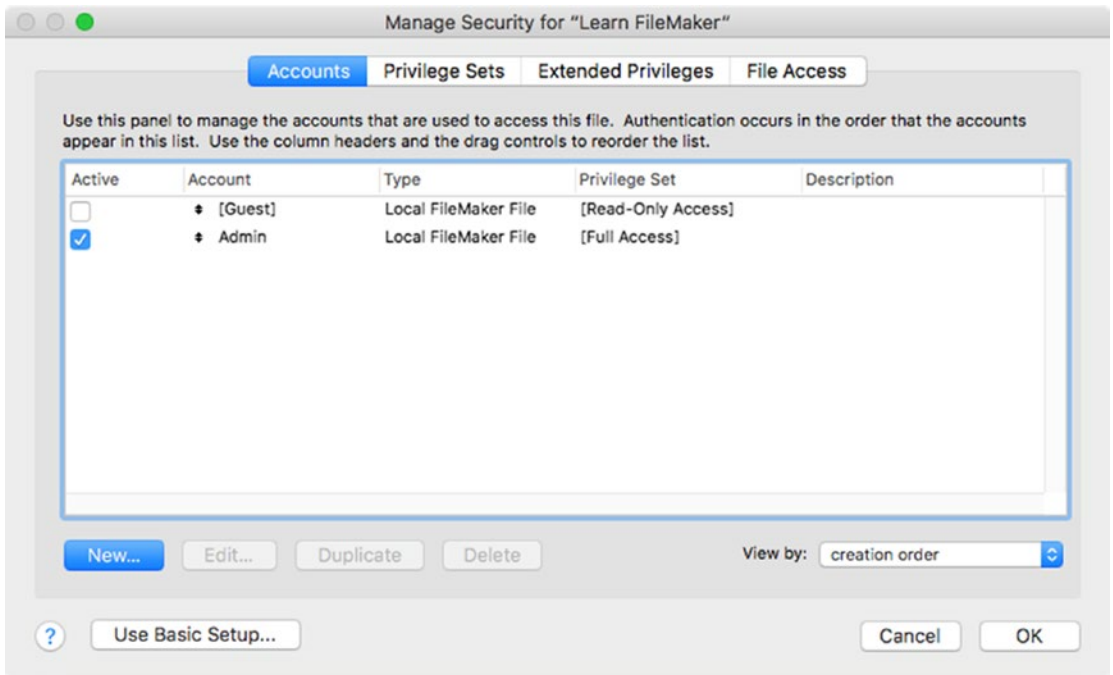 Manage Security for “Learn FileMaker“
Accounts Privilege Sets Extended Privileges File Access
Use this panel to manage the accounts that are used to access this file. Authentication occurs in the order that the accounts
appear in this list. Use the column headers and the drag controls to reorder the list.
Active Account Type Privilege Set Description
[Guest] Local FileMaker File [Read-Only Access]
Admin Local FileMaker File [Full Access]
New... Edit... Duplicate Delete View by: creation order
? Use Basic Setup... Cancel OK